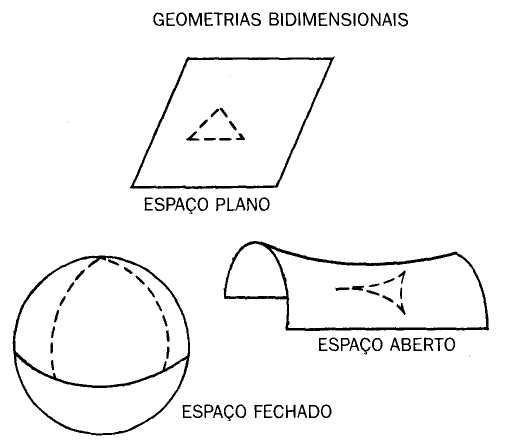 GEOMETRIAS BIDIMENSIONAIS
ESPAÇO PLANO
ESPAÇO ABERTO
ESPAÇO FECHADO